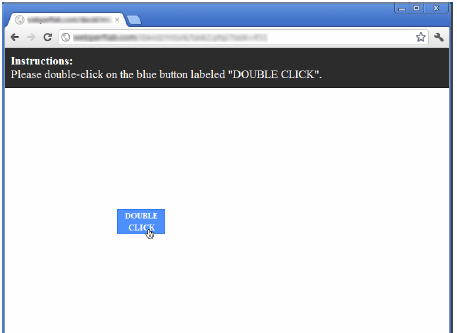 Instructions:
Please double-click on the blue button labeled "DOUBLE CLICK".
DOUBLE
CLICK